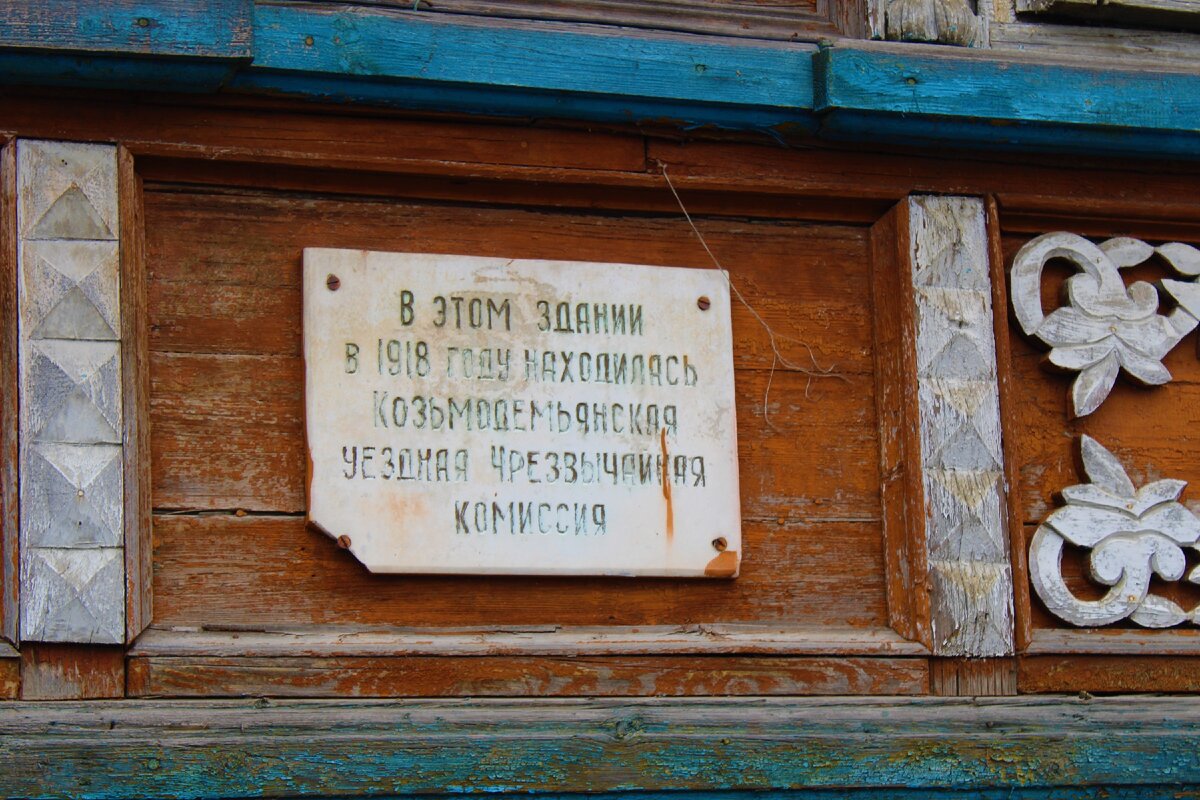 В этом здании
в 1918 году находилась
Козьмодемьянская
уездная Чрезвычайная
комиссия